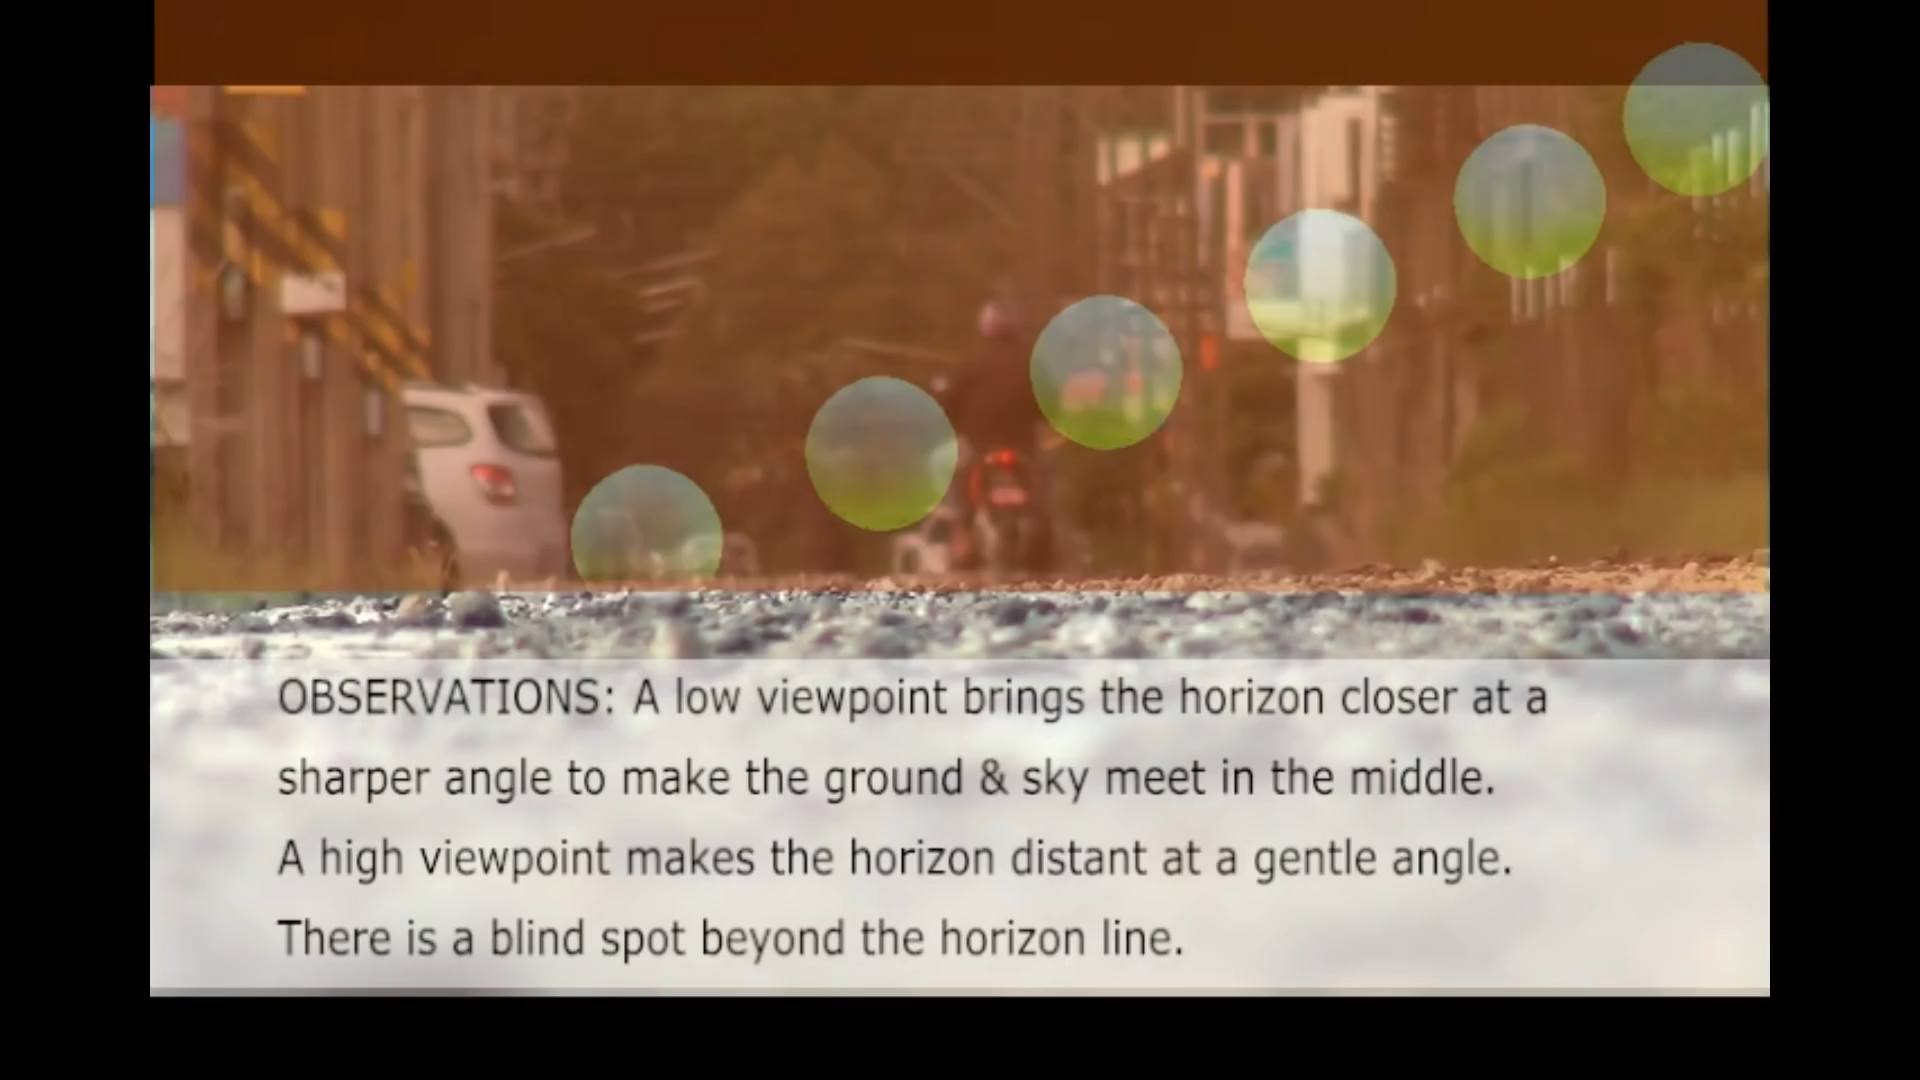 OBSERVATIONS: A low viewpoint brings the horizon closer at a
sharper angle to make the ground & sky meet in the middle.
A high viewpoint makes the horizon distant at a gentle angle.
There is a blind spot beyond the horizon line.